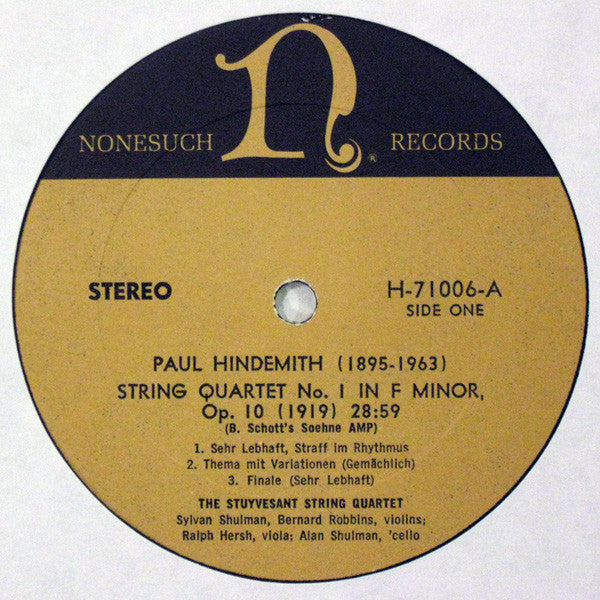 n
NONESUCH RECORDS
®
STEREO
H-71006-A
SIDE ONE
PAUL HINDEMITH (1895-1963)
STRING QUARTET No. 1 IN F MINOR,
Op. 10 (1919) 28:59
(B. Schott's Soehne AMP)
1. Sehr Lebhaft, Straff im Rhythmus
2. Thema mit Variationen (Gemächlich)
3. Finale (Sehr Lebhaft)
THE STUYVESANT STRING QUARTET
Sylvan Shulman, Bernard Robbins, violins;
Ralph Hersh, viola; Alan Shulman, 'cello